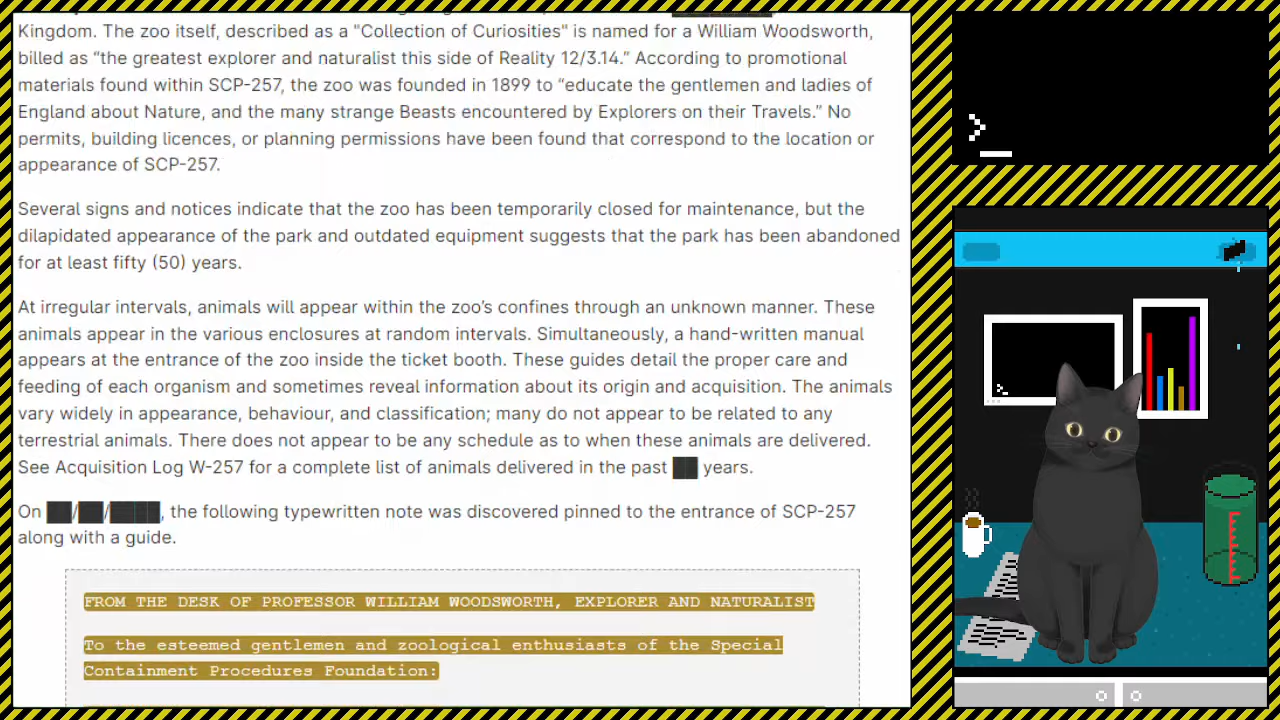 Kingdom. The zoo itself, described as a "Collection of Curiosities" is named for a William Woodsworth,
billed as “the greatest explorer and naturalist this side of Reality 12/3.14.” According to promotional
materials found within SCP-257, the zoo was founded in 1899 to “educate the gentlemen and ladies of
England about Nature, and the many strange Beasts encountered by Explorers on their Travels.” No
permits, building licences, or planning permissions have been found that correspond to the location or
appearance of SCP-257.
Several signs and notices indicate that the zoo has been temporarily closed for maintenance, but the
dilapidated appearance of the park and outdated equipment suggests that the park has been abandoned
for at least fifty (50) years.
At irregular intervals, animals will appear within the zoo’s confines through an unknown manner. These
animals appear in the various enclosures at random intervals. Simultaneously, a hand-written manual
appears at the entrance of the zoo inside the ticket booth. These guides detail the proper care and
feeding of each organism and sometimes reveal information about its origin and acquisition. The animals
vary widely in appearance, behaviour, and classification; many do not appear to be related to any
terrestrial animals. There does not appear to be any schedule as to when these animals are delivered.
See Acquisition Log W-257 for a complete list of animals delivered in the past ██ years.
On ██/██/████, the following typewritten note was discovered pinned to the entrance of SCP-257
along with a guide.
FROM THE DESK OF PROFESSOR WILLIAM WOODSWORTH, EXPLORER AND NATURALIST
To the esteemed gentlemen and zoological enthusiasts of the Special
Containment Procedures Foundation: